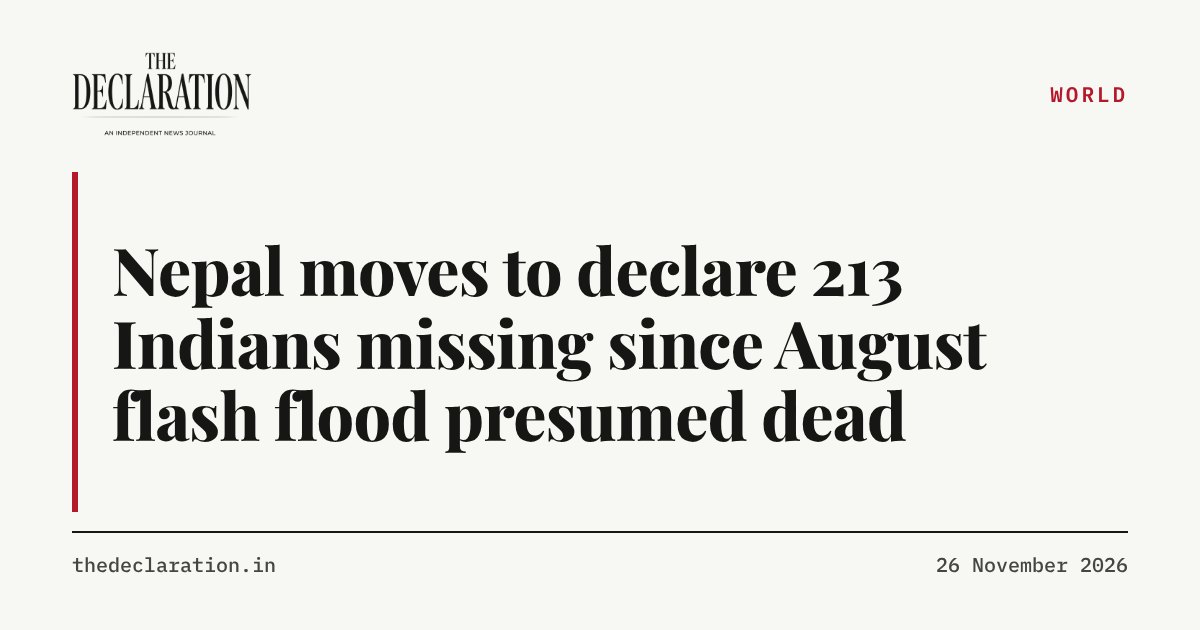 THE
DECLARATION
AN INDEPENDENT NEWS JOURNAL
WORLD
Nepal moves to declare 213
Indians missing since August
flash flood presumed dead
thedeclaration.in
26 November 2026